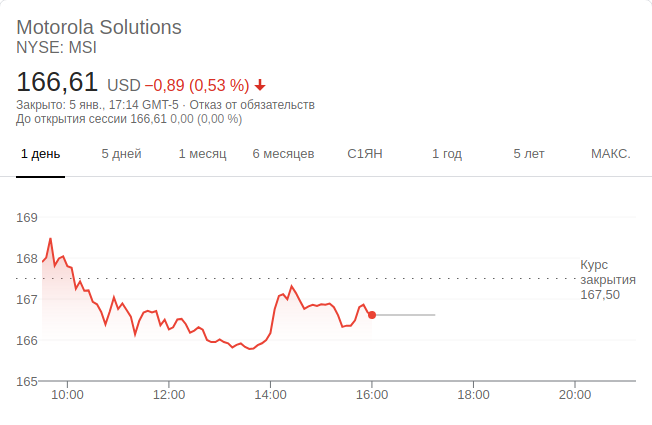 Motorola Solutions
NYSE: MSI
166,61 USD −0,89 (0,53 %)
Закрыто: 5 янв., 17:14 GMT-5 · Отказ от обязательств
До открытия сессии 166,61 0,00 (0,00 %)
1 день 5 дней 1 месяц 6 месяцев С1ЯН 1 год 5 лет МАКС.
169
168
167
166
165
Курс
закрытия
167,50
10:00 12:00 14:00 16:00 18:00 20:00